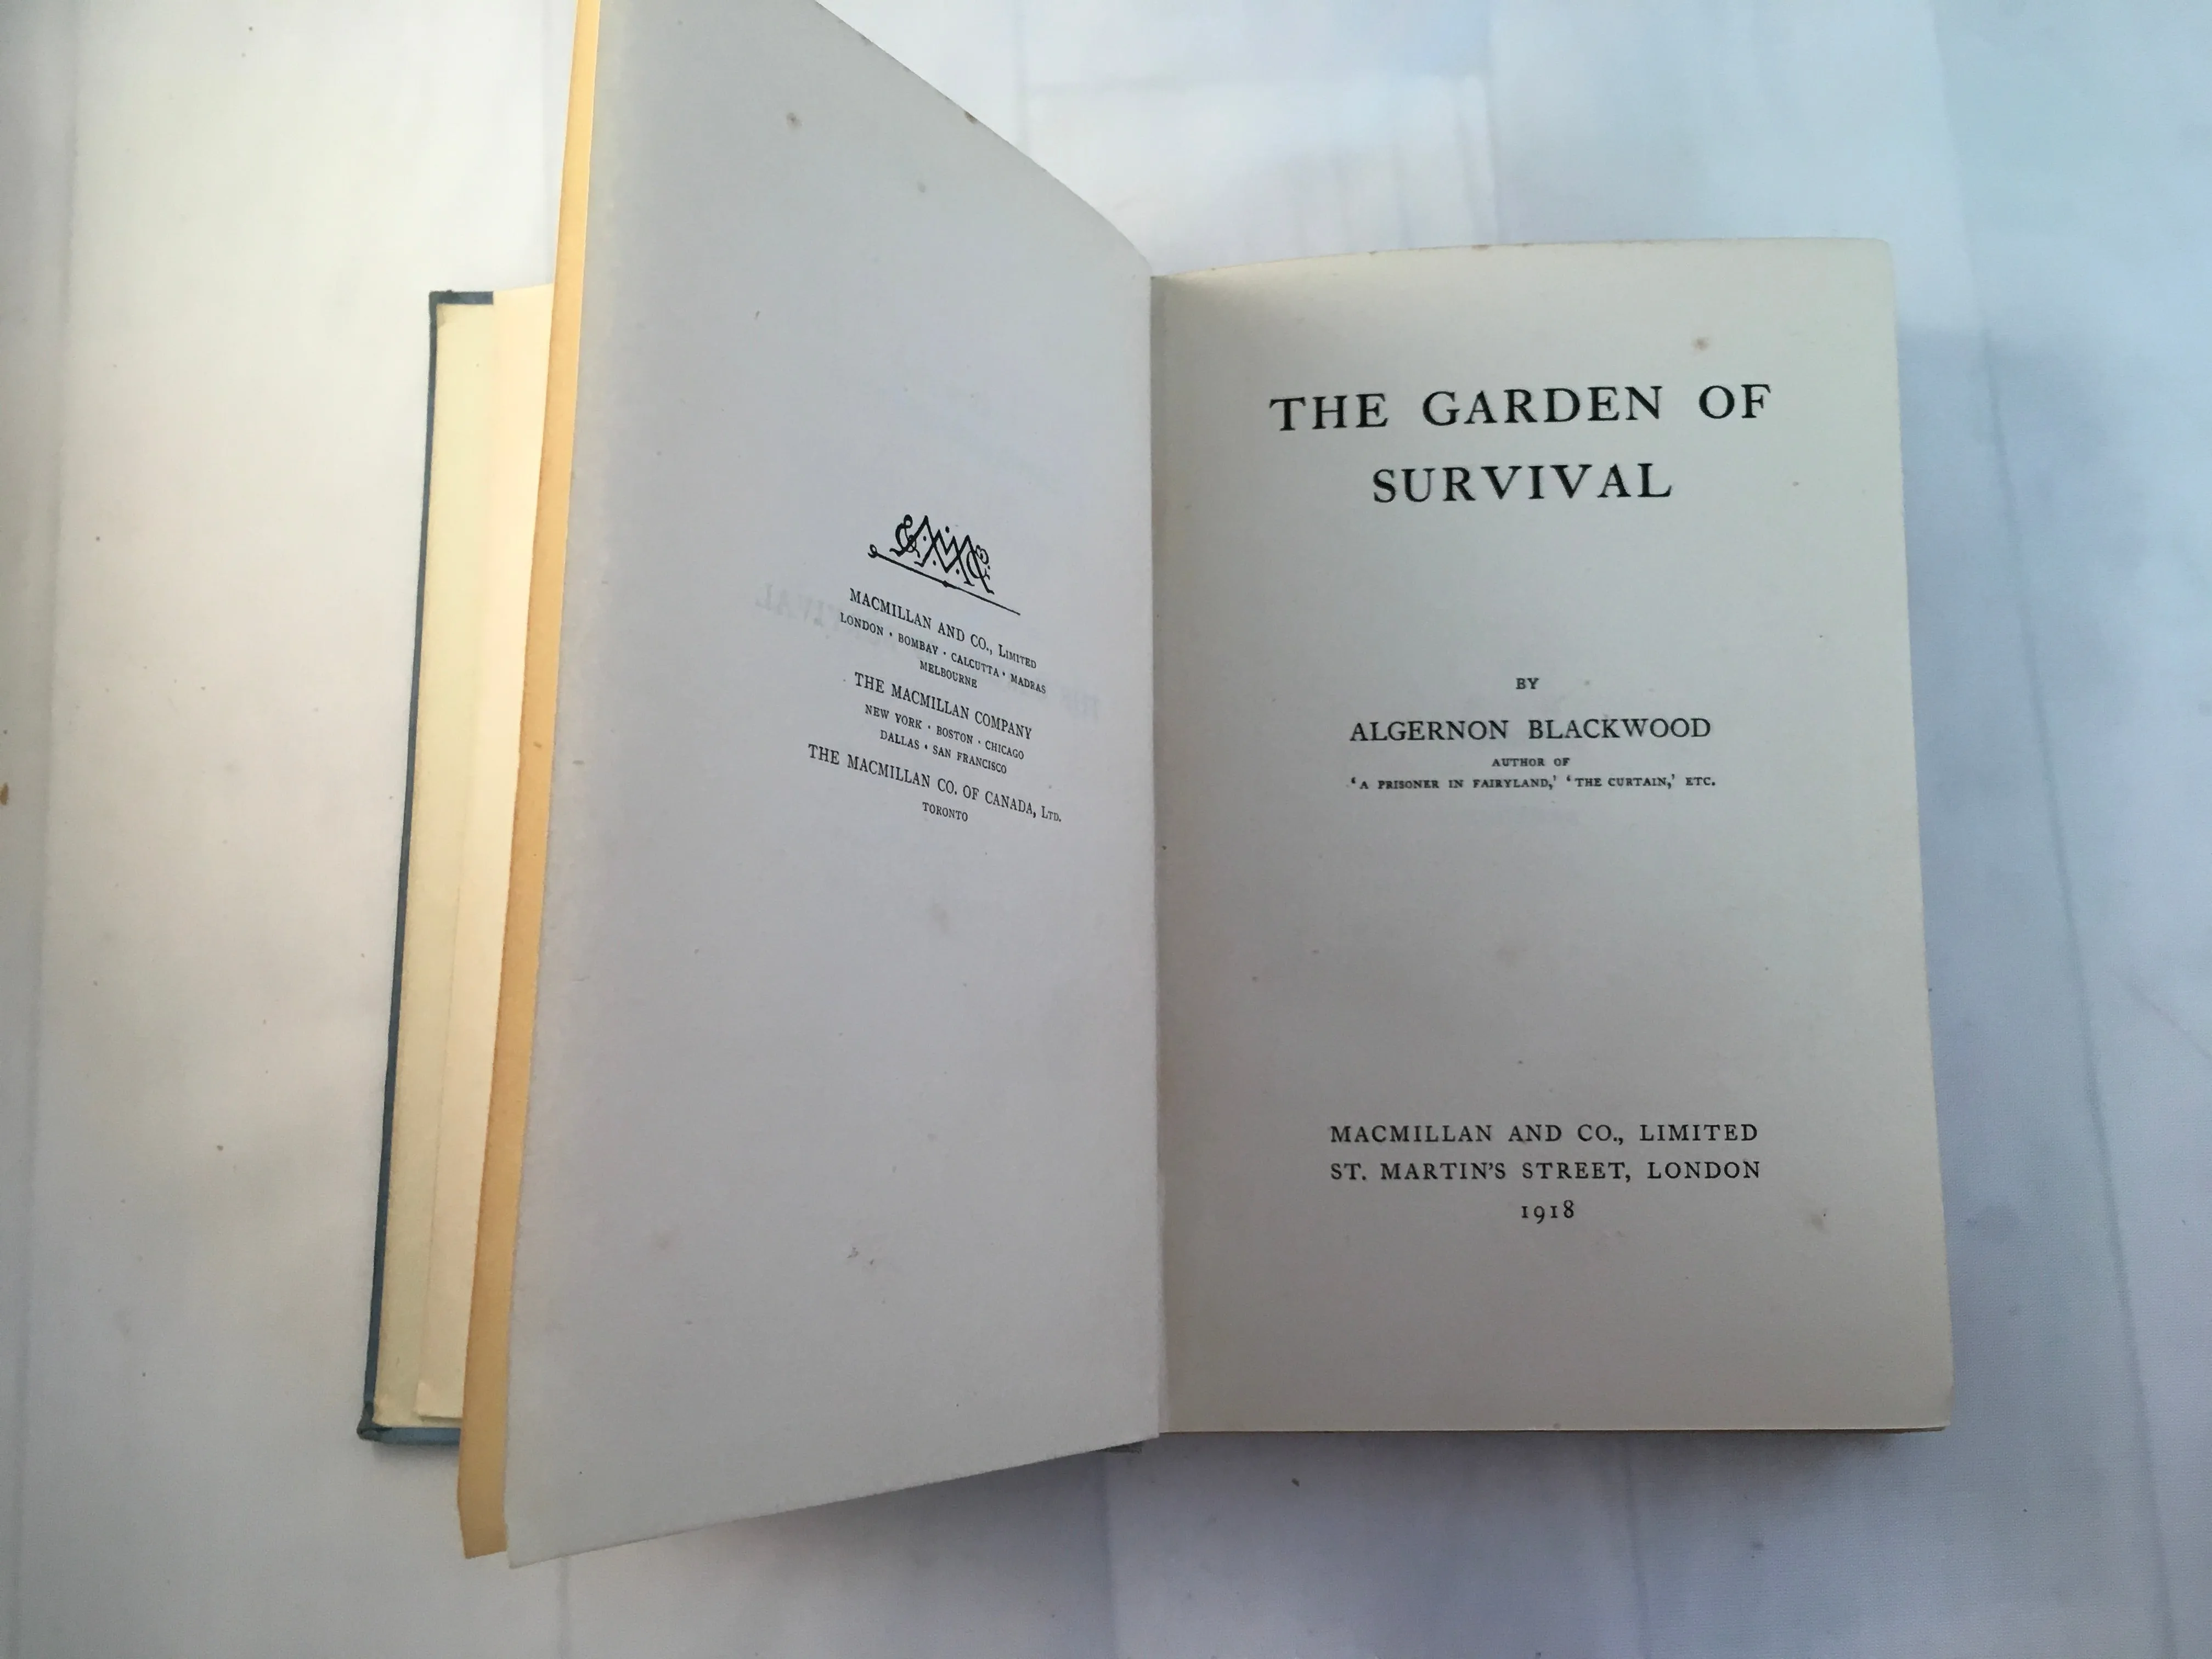 MACMILLAN AND CO., LIMITED
LONDON · BOMBAY · CALCUTTA · MADRAS
MELBOURNE
THE MACMILLAN COMPANY
NEW YORK · BOSTON · CHICAGO
DALLAS · SAN FRANCISCO
THE MACMILLAN CO. OF CANADA, LTD.
TORONTO
THE GARDEN OF
SURVIVAL
BY
ALGERNON BLACKWOOD
AUTHOR OF
‘A PRISONER IN FAIRYLAND,’ ‘THE CURTAIN,’ ETC.
MACMILLAN AND CO., LIMITED
ST. MARTIN’S STREET, LONDON
1918